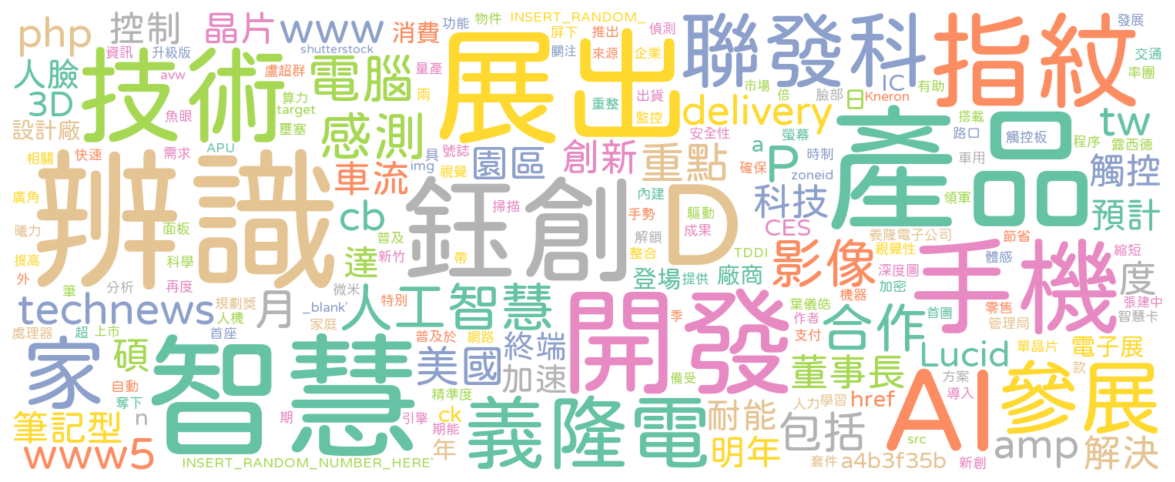 php
控制
晶片
www
消費
功能
物件
INSERT_RANDOM_
屏下
推出
偵測
發展
聯發科
指紋
資訊
升級版
shutterstock
關注
來源
企業
交通
人臉
3D
技術
avw
盧超群
電腦
量產
展出
市場
倍
臉部
IC
有助
率團
日
Kneron
魚眼
算力
target
兩
重整
出貨
監控
delivery
搭載
tw
設計廠
壅塞
感測
安全性
螢幕
路口
觸控板
程序
露西德
相關
快速
需求
APU
號誌
具
園區
創新
重點
a
P
時制
產品
車用
觸控
辨識
車流
img
視覺
確保
zoneid
廣角
cb
鈺創
掃描
內建
手勢
驅動
成果
D
科技
領軍
預計
曦力
面板
普及
CES
義隆電子公司
節省
提高
科學
新竹
達
帶
解鎖
整合
TDDI
影像
視覺性
體感
縮短
外
分析
再度
登場
提供
廠商
深度圖
加密
手機
度
technews
筆
規劃獎
人機
月
_blank'
微米
特別
人工智慧
開發
季
葉儀皓
作者
支付
機器
首圖
零售
管理局
張建中
智慧卡
處理器
超
上市
首座
家庭
普及於
網路
合作
單晶片
電子展
家
碩
智慧
美國
終端
加速
備受
董事長
Lucid
方案
款
自動
奪下
精準度
人力
學習
href
導入
AI
參展
筆記型
n
期
引擎
ck
期能
義隆電
耐能
包括
amp
www5
年
明年
src
解決
INSERT_RANDOM_NUMBER_HERE'
套件
a4b3f35b
新創